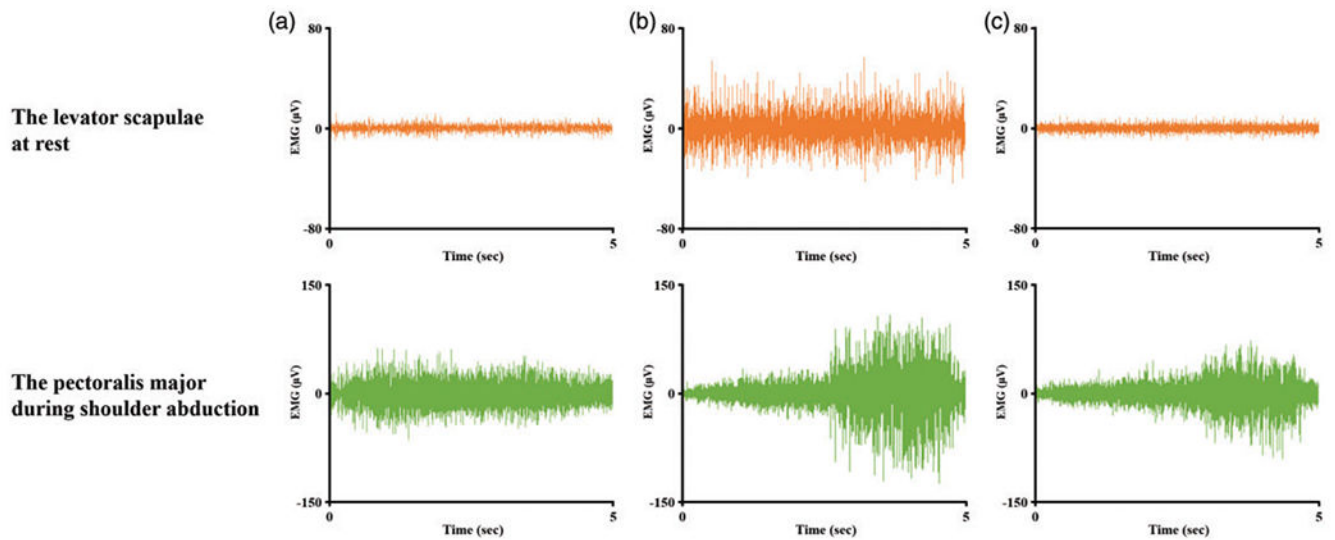 (a)
(b)
(c)
The levator scapulae
at rest
80
0
-80
EMG (µV)
0
5
Time (sec)
80
0
-80
EMG (µV)
0
5
Time (sec)
80
0
-80
EMG (µV)
0
5
Time (sec)
The pectoralis major
during shoulder abduction
150
0
-150
EMG (µV)
0
5
Time (sec)
150
0
-150
EMG (µV)
0
5
Time (sec)
150
0
-150
EMG (µV)
0
5
Time (sec)